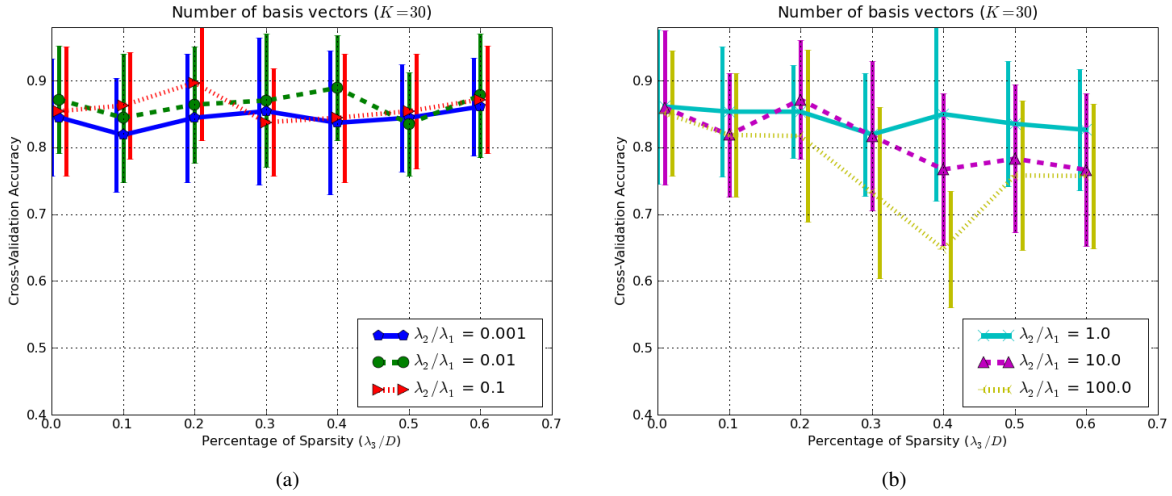 Number of basis vectors (K=30)
Cross-Validation Accuracy
0.9
0.8
0.7
0.6
0.5
0.4
λ₂/λ₁ = 0.001
λ₂/λ₁ = 0.01
λ₂/λ₁ = 0.1
0.0 0.1 0.2 0.3 0.4 0.5 0.6 0.7
Percentage of Sparsity (λ₃/D)
(a)
Number of basis vectors (K=30)
Cross-Validation Accuracy
0.9
0.8
0.7
0.6
0.5
0.4
λ₂/λ₁ = 1.0
λ₂/λ₁ = 10.0
λ₂/λ₁ = 100.0
0.0 0.1 0.2 0.3 0.4 0.5 0.6 0.7
Percentage of Sparsity (λ₃/D)
(b)